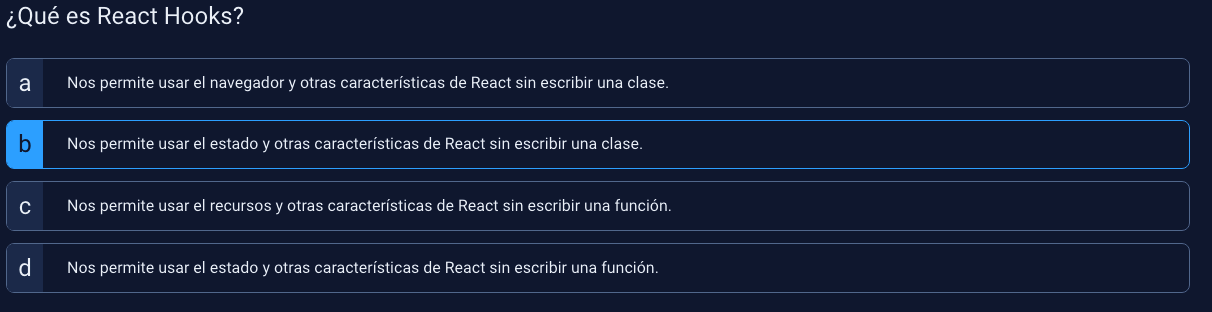 ¿Qué es React Hooks?
a Nos permite usar el navegador y otras características de React sin escribir una clase.
b Nos permite usar el estado y otras características de React sin escribir una clase.
c Nos permite usar el recursos y otras características de React sin escribir una función.
d Nos permite usar el estado y otras características de React sin escribir una función.